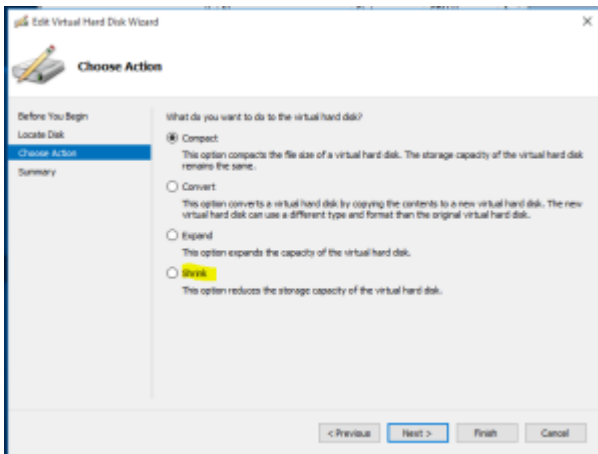 Edit Virtual Hard Disk Wizard
Choose Action
Before You Begin
Locate Disk
Choose Action
Summary
What do you want to do to the virtual hard disk?
Compact
This option compacts the file size of a virtual hard disk. The storage capacity of the virtual hard disk
remains the same.
Convert
This option converts a virtual hard disk by copying the contents to a new virtual hard disk. The new
virtual hard disk can use a different type and format than the original virtual hard disk.
Expand
This option expands the capacity of the virtual hard disk.
Shrink
This option reduces the storage capacity of the virtual hard disk.
< Previous
Next >
Finish
Cancel